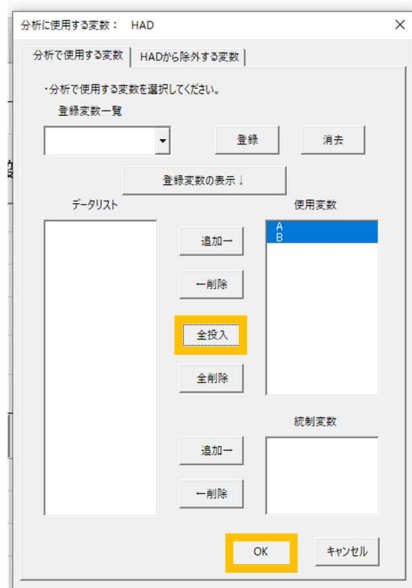 分析に使用する変数： HAD
分析で使用する変数
HADから除外する変数
・分析で使用する変数を選択してください。
登録変数一覧
登録
消去
登録変数の表示↓
データリスト
使用変数
追加→
A
B
←削除
全投入
全削除
統制変数
追加→
←削除
OK
キャンセル